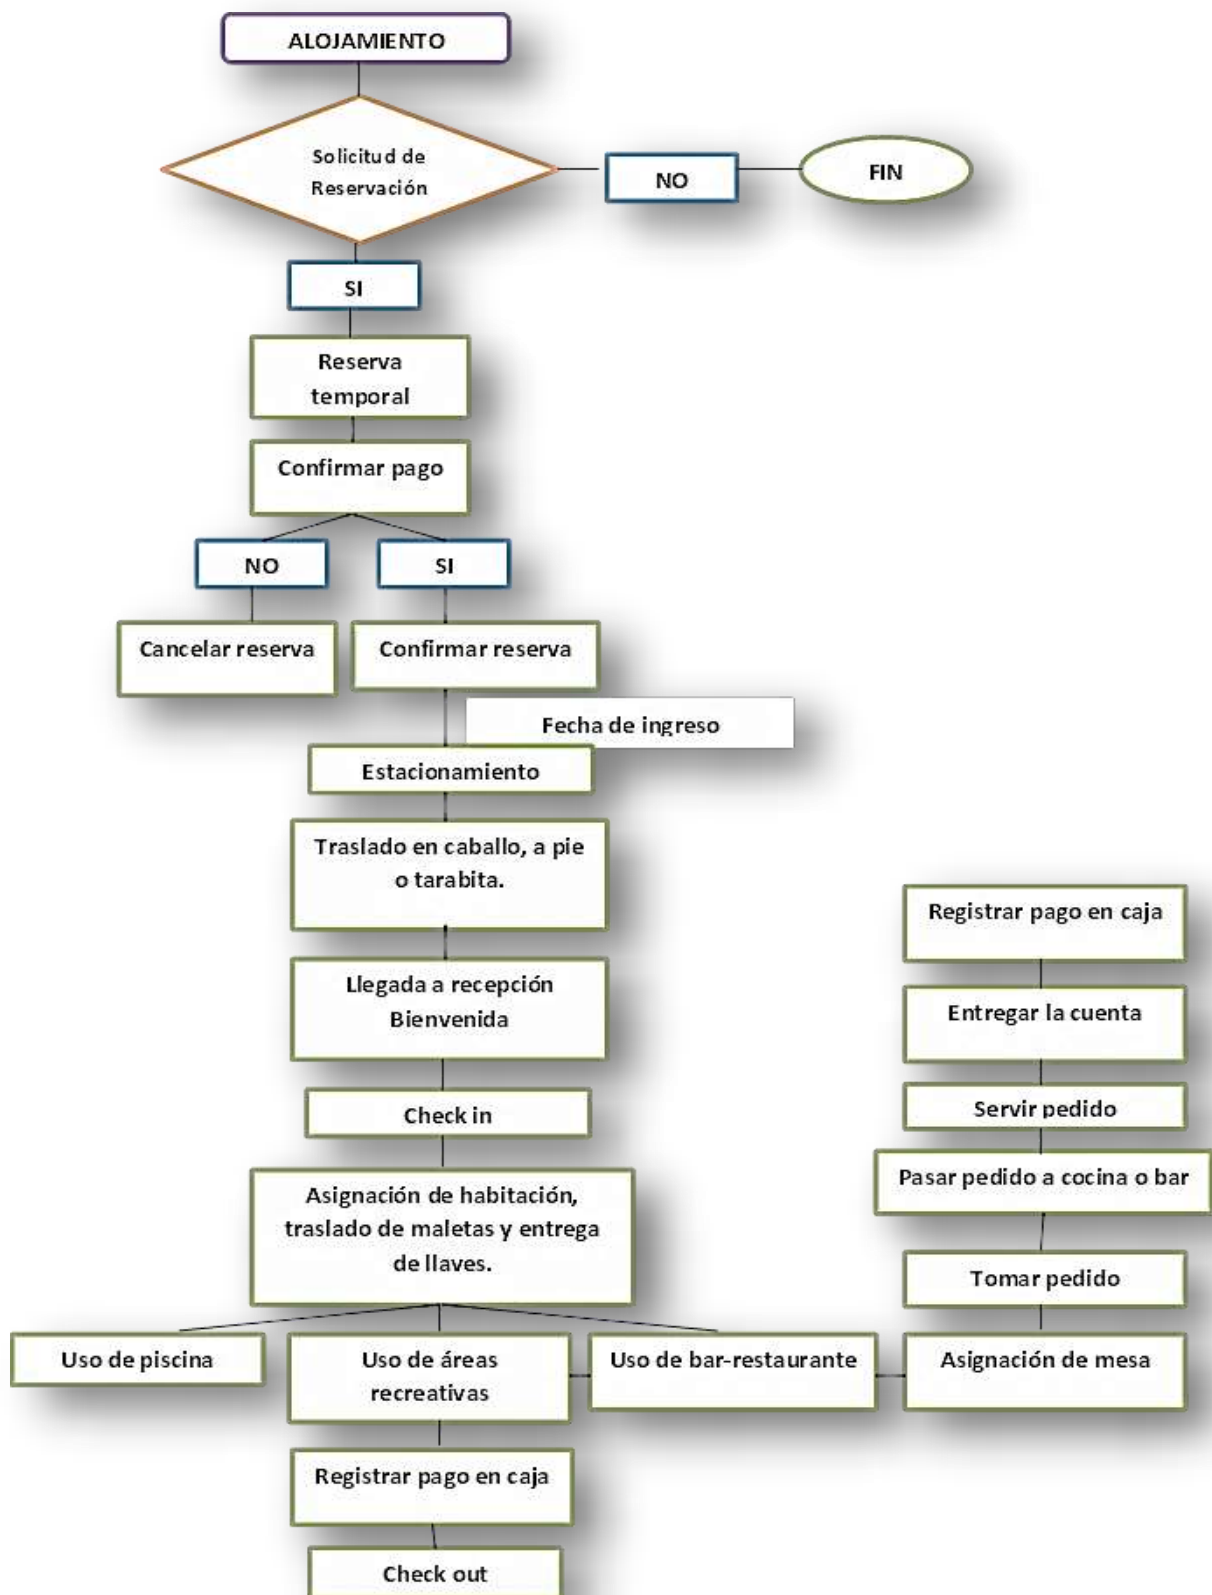 ALOJAMIENTO
Solicitud de
Reservación
NO
FIN
SI
Reserva
temporal
Confirmar pago
NO
SI
Cancelar reserva
Confirmar reserva
Fecha de ingreso
Estacionamiento
Traslado en caballo, a pie
o tarabita.
Llegada a recepción
Bienvenida
Check in
Asignación de habitación,
traslado de maletas y entrega
de llaves.
Uso de piscina
Uso de áreas
recreativas
Uso de bar-restaurante
Asignación de mesa
Tomar pedido
Pasar pedido a cocina o bar
Servir pedido
Entregar la cuenta
Registrar pago en caja
Registrar pago en caja
Check out